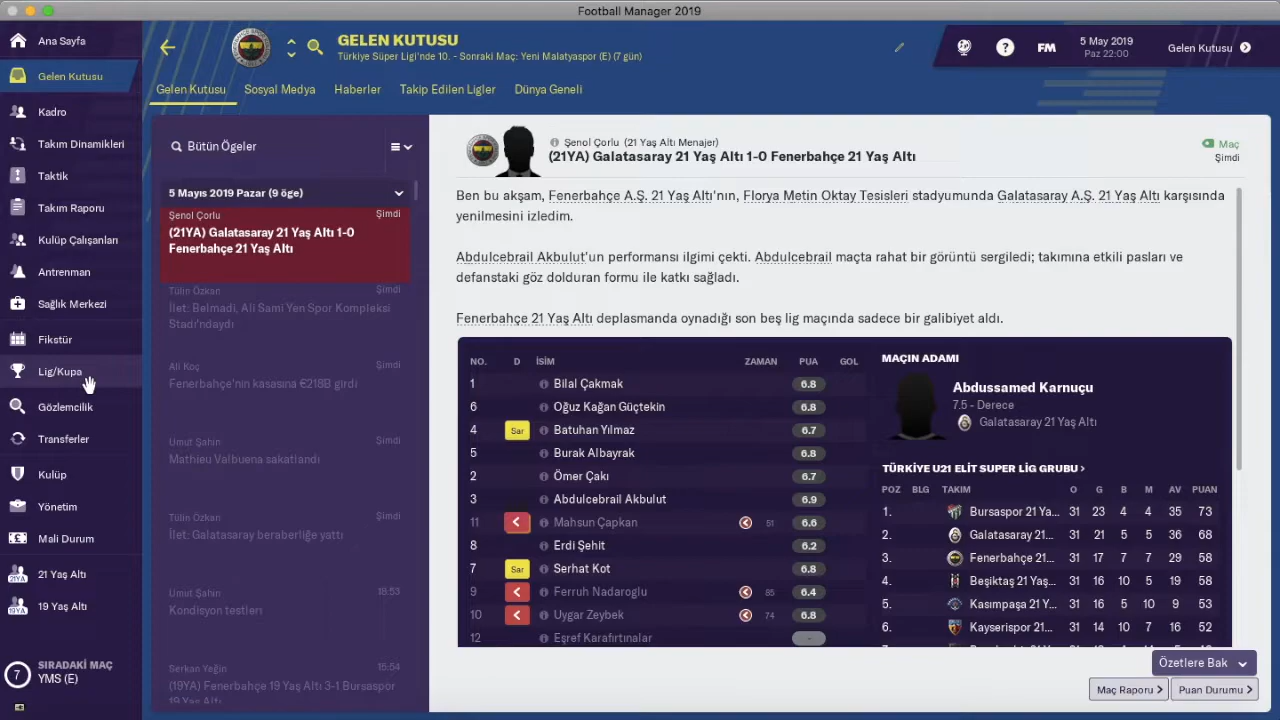 Football Manager 2019
Ana Sayfa
Gelen Kutusu
Kadro
Takım Dinamikleri
Taktik
Takım Raporu
Kulüp Çalışanları
Antrenman
Sağlık Merkezi
Fikstür
Lig/Kupa
Gözlemcilik
Transferler
Kulüp
Yönetim
Mali Durum
21YA
21 Yaş Altı
19YA
19 Yaş Altı
7
SIRADAKİ MAÇ
YMS (E)
GELEN KUTUSU
Türkiye Süper Ligi'nde 10. - Sonraki Maç: Yeni Malatyaspor (E) (7 gün)
?
FM
5 May 2019
Paz 22:00
Gelen Kutusu
Gelen Kutusu Sosyal Medya Haberler Takip Edilen Ligler Dünya Geneli
Bütün Ögeler
5 Mayıs 2019 Pazar (9 öge)
Şenol Çorlu Şimdi
(21YA) Galatasaray 21 Yaş Altı 1-0
Fenerbahçe 21 Yaş Altı
Tülin Özkan Şimdi
İlet: Belmadi, Ali Sami Yen Spor Kompleksi
Stadı'ndaydı
Ali Koç Şimdi
Fenerbahçe'nin kasasına €218B girdi
Umut Şahin Şimdi
Mathieu Valbuena sakatlandı
Tülin Özkan Şimdi
İlet: Galatasaray beraberliğe yattı
Umut Şahin 18:53
Kondisyon testleri
Serkan Yeğin 15:54
(19YA) Fenerbahçe 19 Yaş Altı 3-1 Bursaspor
19 Yaş Altı
Şenol Çorlu (21 Yaş Altı Menajer)
(21YA) Galatasaray 21 Yaş Altı 1-0 Fenerbahçe 21 Yaş Altı
Maç
Şimdi
Ben bu akşam, Fenerbahçe A.Ş. 21 Yaş Altı'nın, Florya Metin Oktay Tesisleri stadyumunda Galatasaray A.Ş. 21 Yaş Altı karşısında
yenilmesini izledim.
Abdulcebrail Akbulut'un performansı ilgimi çekti. Abdulcebrail maçta rahat bir görüntü sergiledi; takımına etkili pasları ve
defanstaki göz dolduran formu ile katkı sağladı.
Fenerbahçe 21 Yaş Altı deplasmanda oynadığı son beş lig maçında sadece bir galibiyet aldı.
NO. D İSİM ZAMAN PUA GOL
1 Bilal Çakmak 6.8
6 Oğuz Kağan Güçtekin 6.8
4 Sar Batuhan Yılmaz 6.7
5 Burak Albayrak 6.8
2 Ömer Çakı 6.7
3 Abdulcebrail Akbulut 6.9
11 Mahsun Çapkan 51 6.6
8 Erdi Şehit 6.2
7 Sar Serhat Kot 6.8
9 Ferruh Nadaroglu 85 6.4
10 Uygar Zeybek 74 6.8
12 Eşref Karafırtınalar -
MAÇIN ADAMI
Abdussamed Karnuçu
7.5 - Derece
Galatasaray 21 Yaş Altı
TÜRKİYE U21 ELİT SUPER LİG GRUBU >
POZ BLG TAKIM O G B M AV PUAN
1. Bursaspor 21 Ya... 31 23 4 4 35 73
2. Galatasaray 21... 31 21 5 5 36 68
3. Fenerbahçe 21... 31 17 7 7 29 58
4. Beşiktaş 21 Yaş... 31 16 10 5 19 58
5. Kasımpaşa 21 Y... 31 16 5 10 9 53
6. Kayserispor 21... 31 14 10 7 16 52
Özetlere Bak
Maç Raporu >
Puan Durumu >